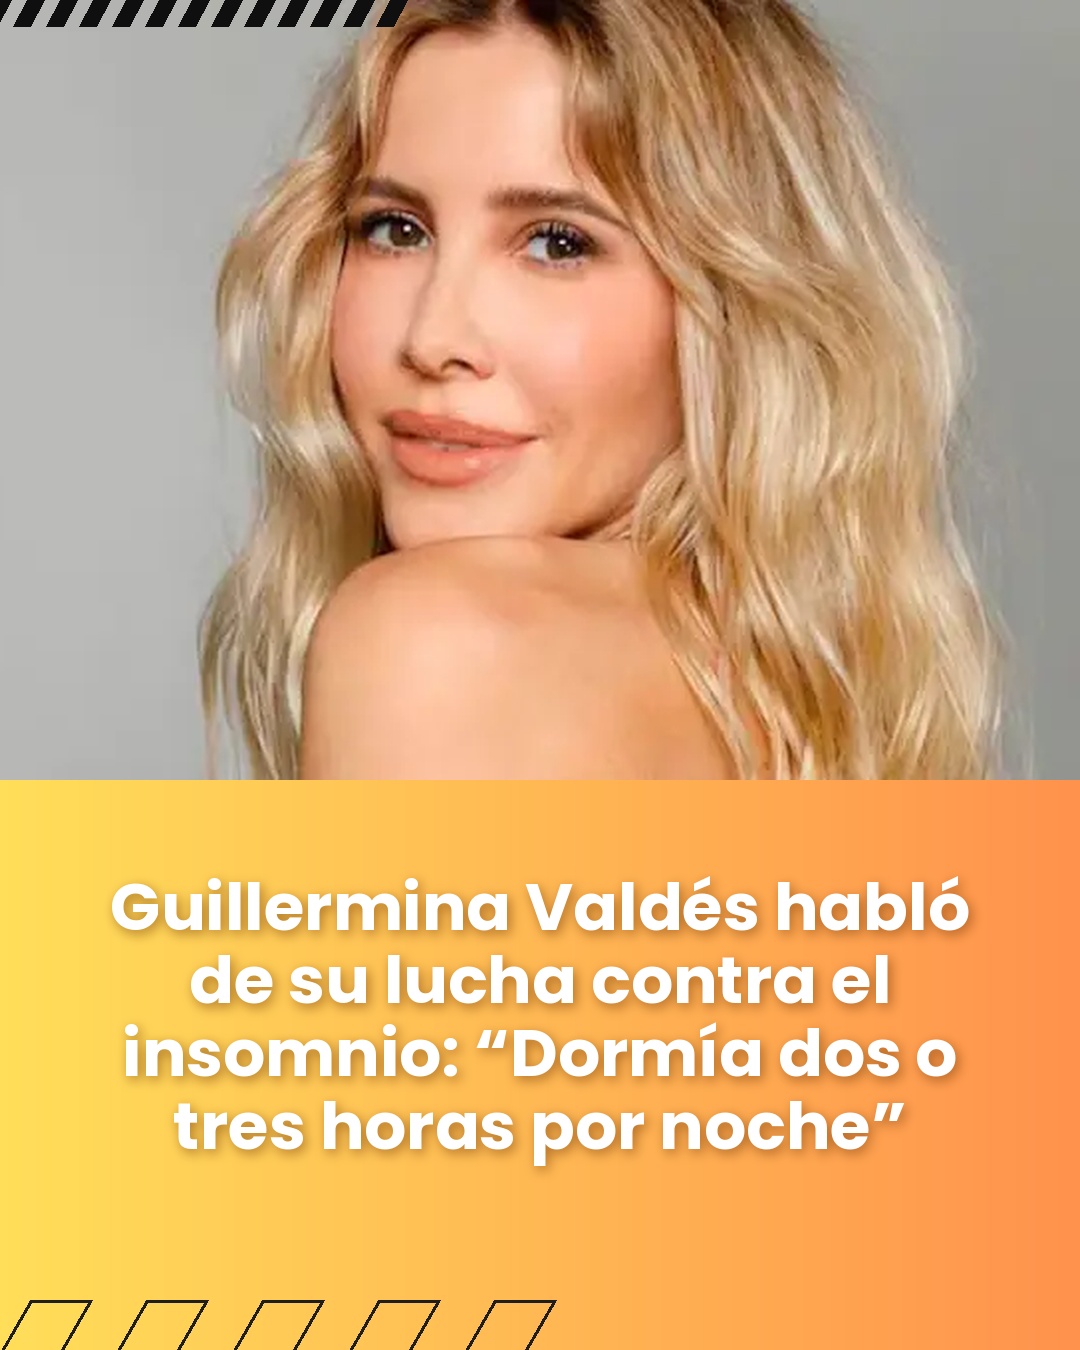 Guillermina Valdés habló
de su lucha contra el
insomnio: “Dormía dos o
tres horas por noche”